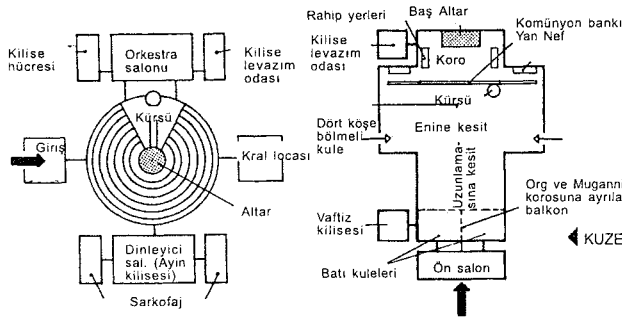 Kilise
hücresi
Orkestra
salonu
Kilise
levazım
odası
Kürsü
Giriş
Kral locası
Altar
Dinleyici
sal. (Ayin
kilisesi)
Sarkofaj
Rahip yerleri
Baş Altar
Komünyon bankı
Yan Nef
Kilise
levazım
odası
Koro
Kürsü
Enine kesit
Dört köşe
bölmeli
kule
Uzunlama-
sına kesit
Org ve Muganni
korosuna ayrıla
balkon
Vaftiz
kilisesi
KUZE
Batı kuleleri
Ön salon